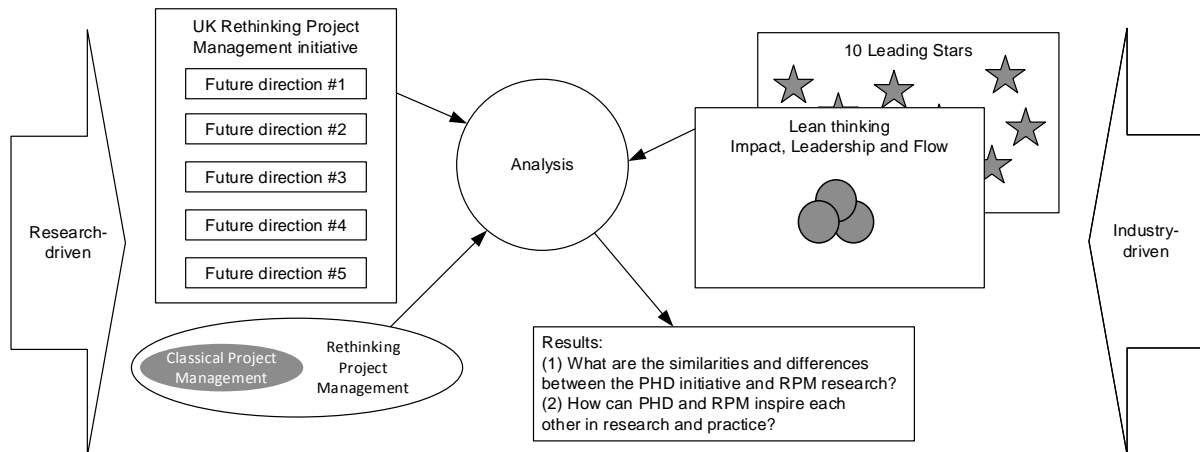 Research-
driven
UK Rethinking Project
Management initiative
Future direction #1
Future direction #2
Future direction #3
Future direction #4
Future direction #5
Classical Project
Management
Rethinking
Project
Management
Analysis
10 Leading Stars
Lean thinking
Impact, Leadership and Flow
Results:
(1) What are the similarities and differences
between the PHD initiative and RPM research?
(2) How can PHD and RPM inspire each
other in research and practice?
Industry-
driven